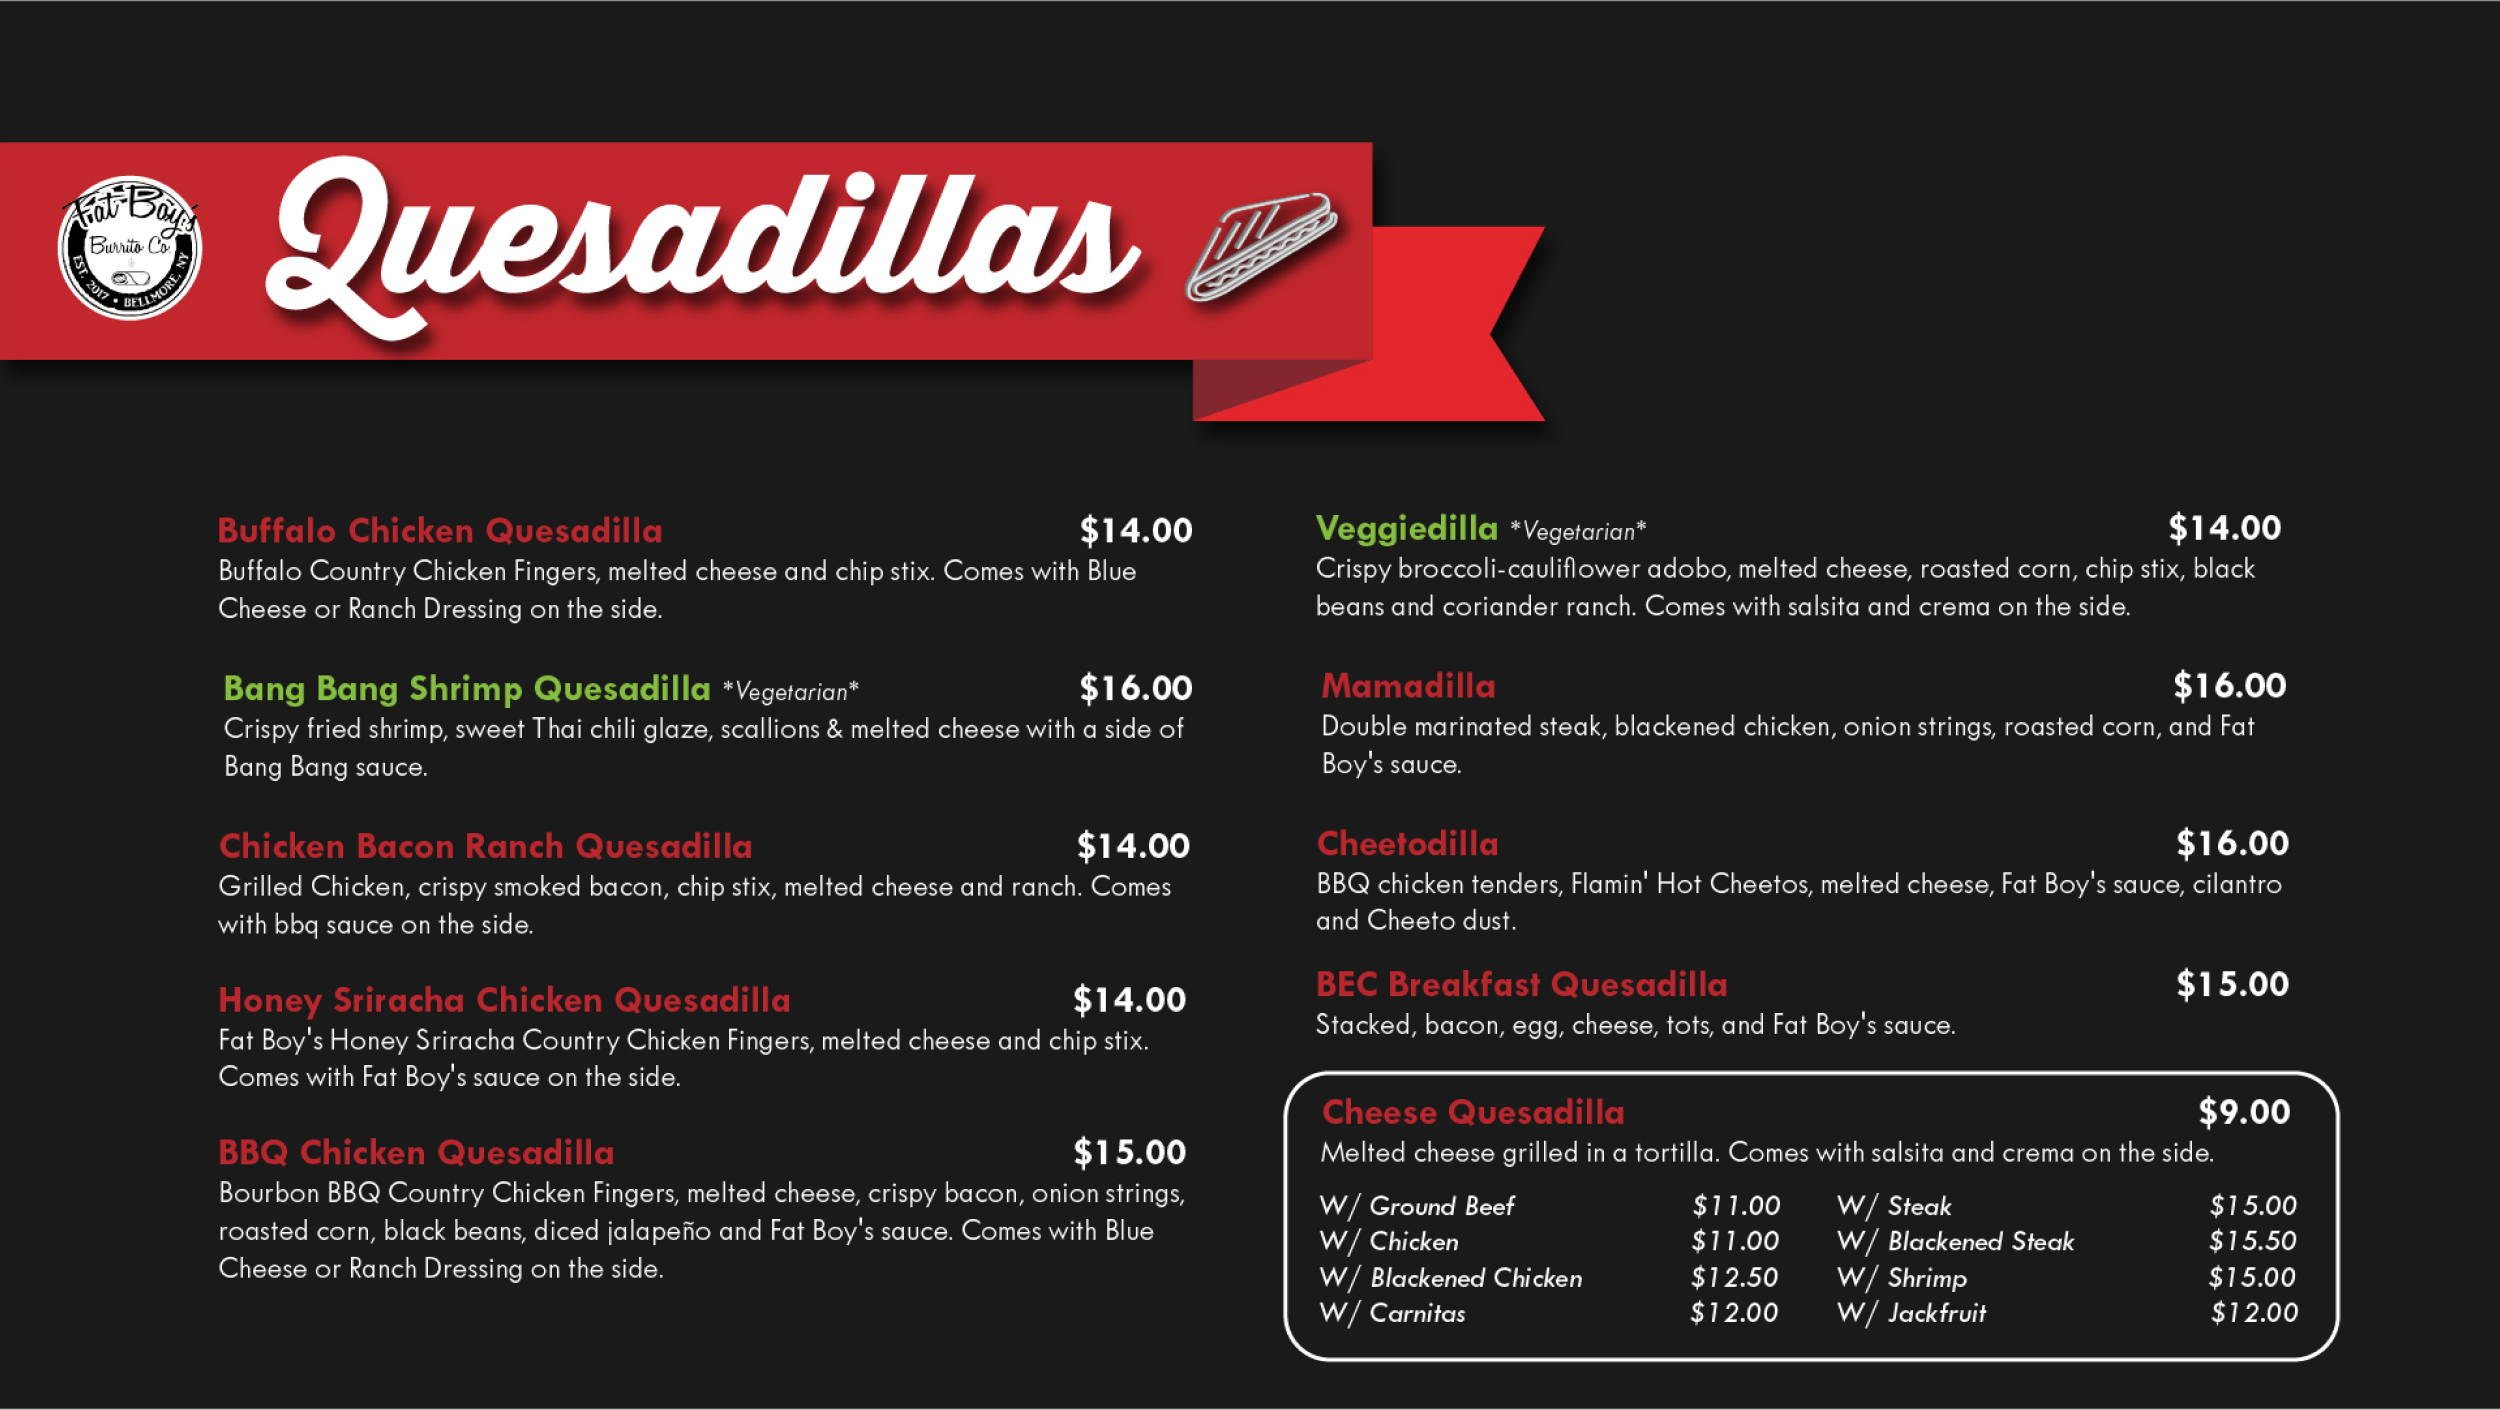 Fat Boy's
Burrito Co.
EST. 2017 • BELLMORE, NY
Quesadillas
Buffalo Chicken Quesadilla $14.00
Buffalo Country Chicken Fingers, melted cheese and chip stix. Comes with Blue
Cheese or Ranch Dressing on the side.
Bang Bang Shrimp Quesadilla *Vegetarian* $16.00
Crispy fried shrimp, sweet Thai chili glaze, scallions & melted cheese with a side of
Bang Bang sauce.
Chicken Bacon Ranch Quesadilla $14.00
Grilled Chicken, crispy smoked bacon, chip stix, melted cheese and ranch. Comes
with bbq sauce on the side.
Honey Sriracha Chicken Quesadilla $14.00
Fat Boy's Honey Sriracha Country Chicken Fingers, melted cheese and chip stix.
Comes with Fat Boy's sauce on the side.
BBQ Chicken Quesadilla $15.00
Bourbon BBQ Country Chicken Fingers, melted cheese, crispy bacon, onion strings,
roasted corn, black beans, diced jalapeño and Fat Boy's sauce. Comes with Blue
Cheese or Ranch Dressing on the side.
Veggiedilla *Vegetarian* $14.00
Crispy broccoli-cauliflower adobo, melted cheese, roasted corn, chip stix, black
beans and coriander ranch. Comes with salsita and crema on the side.
Mamadilla $16.00
Double marinated steak, blackened chicken, onion strings, roasted corn, and Fat
Boy's sauce.
Cheetodilla $16.00
BBQ chicken tenders, Flamin' Hot Cheetos, melted cheese, Fat Boy's sauce, cilantro
and Cheeto dust.
BEC Breakfast Quesadilla $15.00
Stacked, bacon, egg, cheese, tots, and Fat Boy's sauce.
Cheese Quesadilla $9.00
Melted cheese grilled in a tortilla. Comes with salsita and crema on the side.
W/ Ground Beef $11.00 W/ Steak $15.00
W/ Chicken $11.00 W/ Blackened Steak $15.50
W/ Blackened Chicken $12.50 W/ Shrimp $15.00
W/ Carnitas $12.00 W/ Jackfruit $12.00